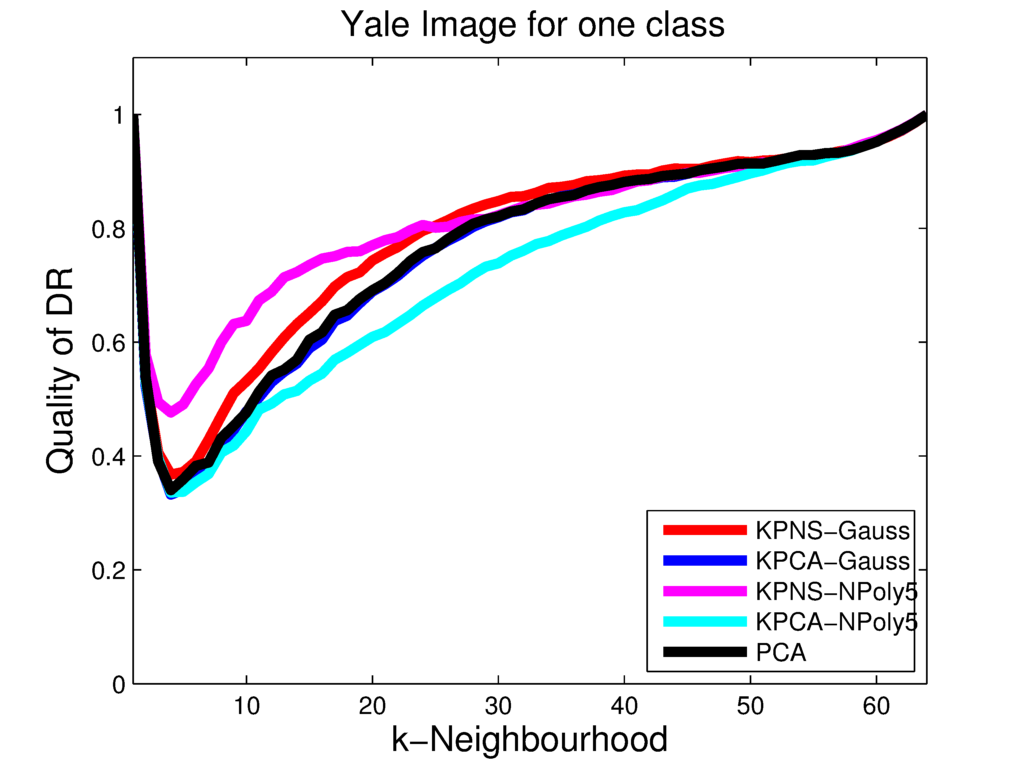 Yale Image for one class
Quality of DR
1
0.8
0.6
0.4
0.2
0
10 20 30 40 50 60
k−Neighbourhood
KPNS−Gauss
KPCA−Gauss
KPNS−NPoly5
KPCA−NPoly5
PCA